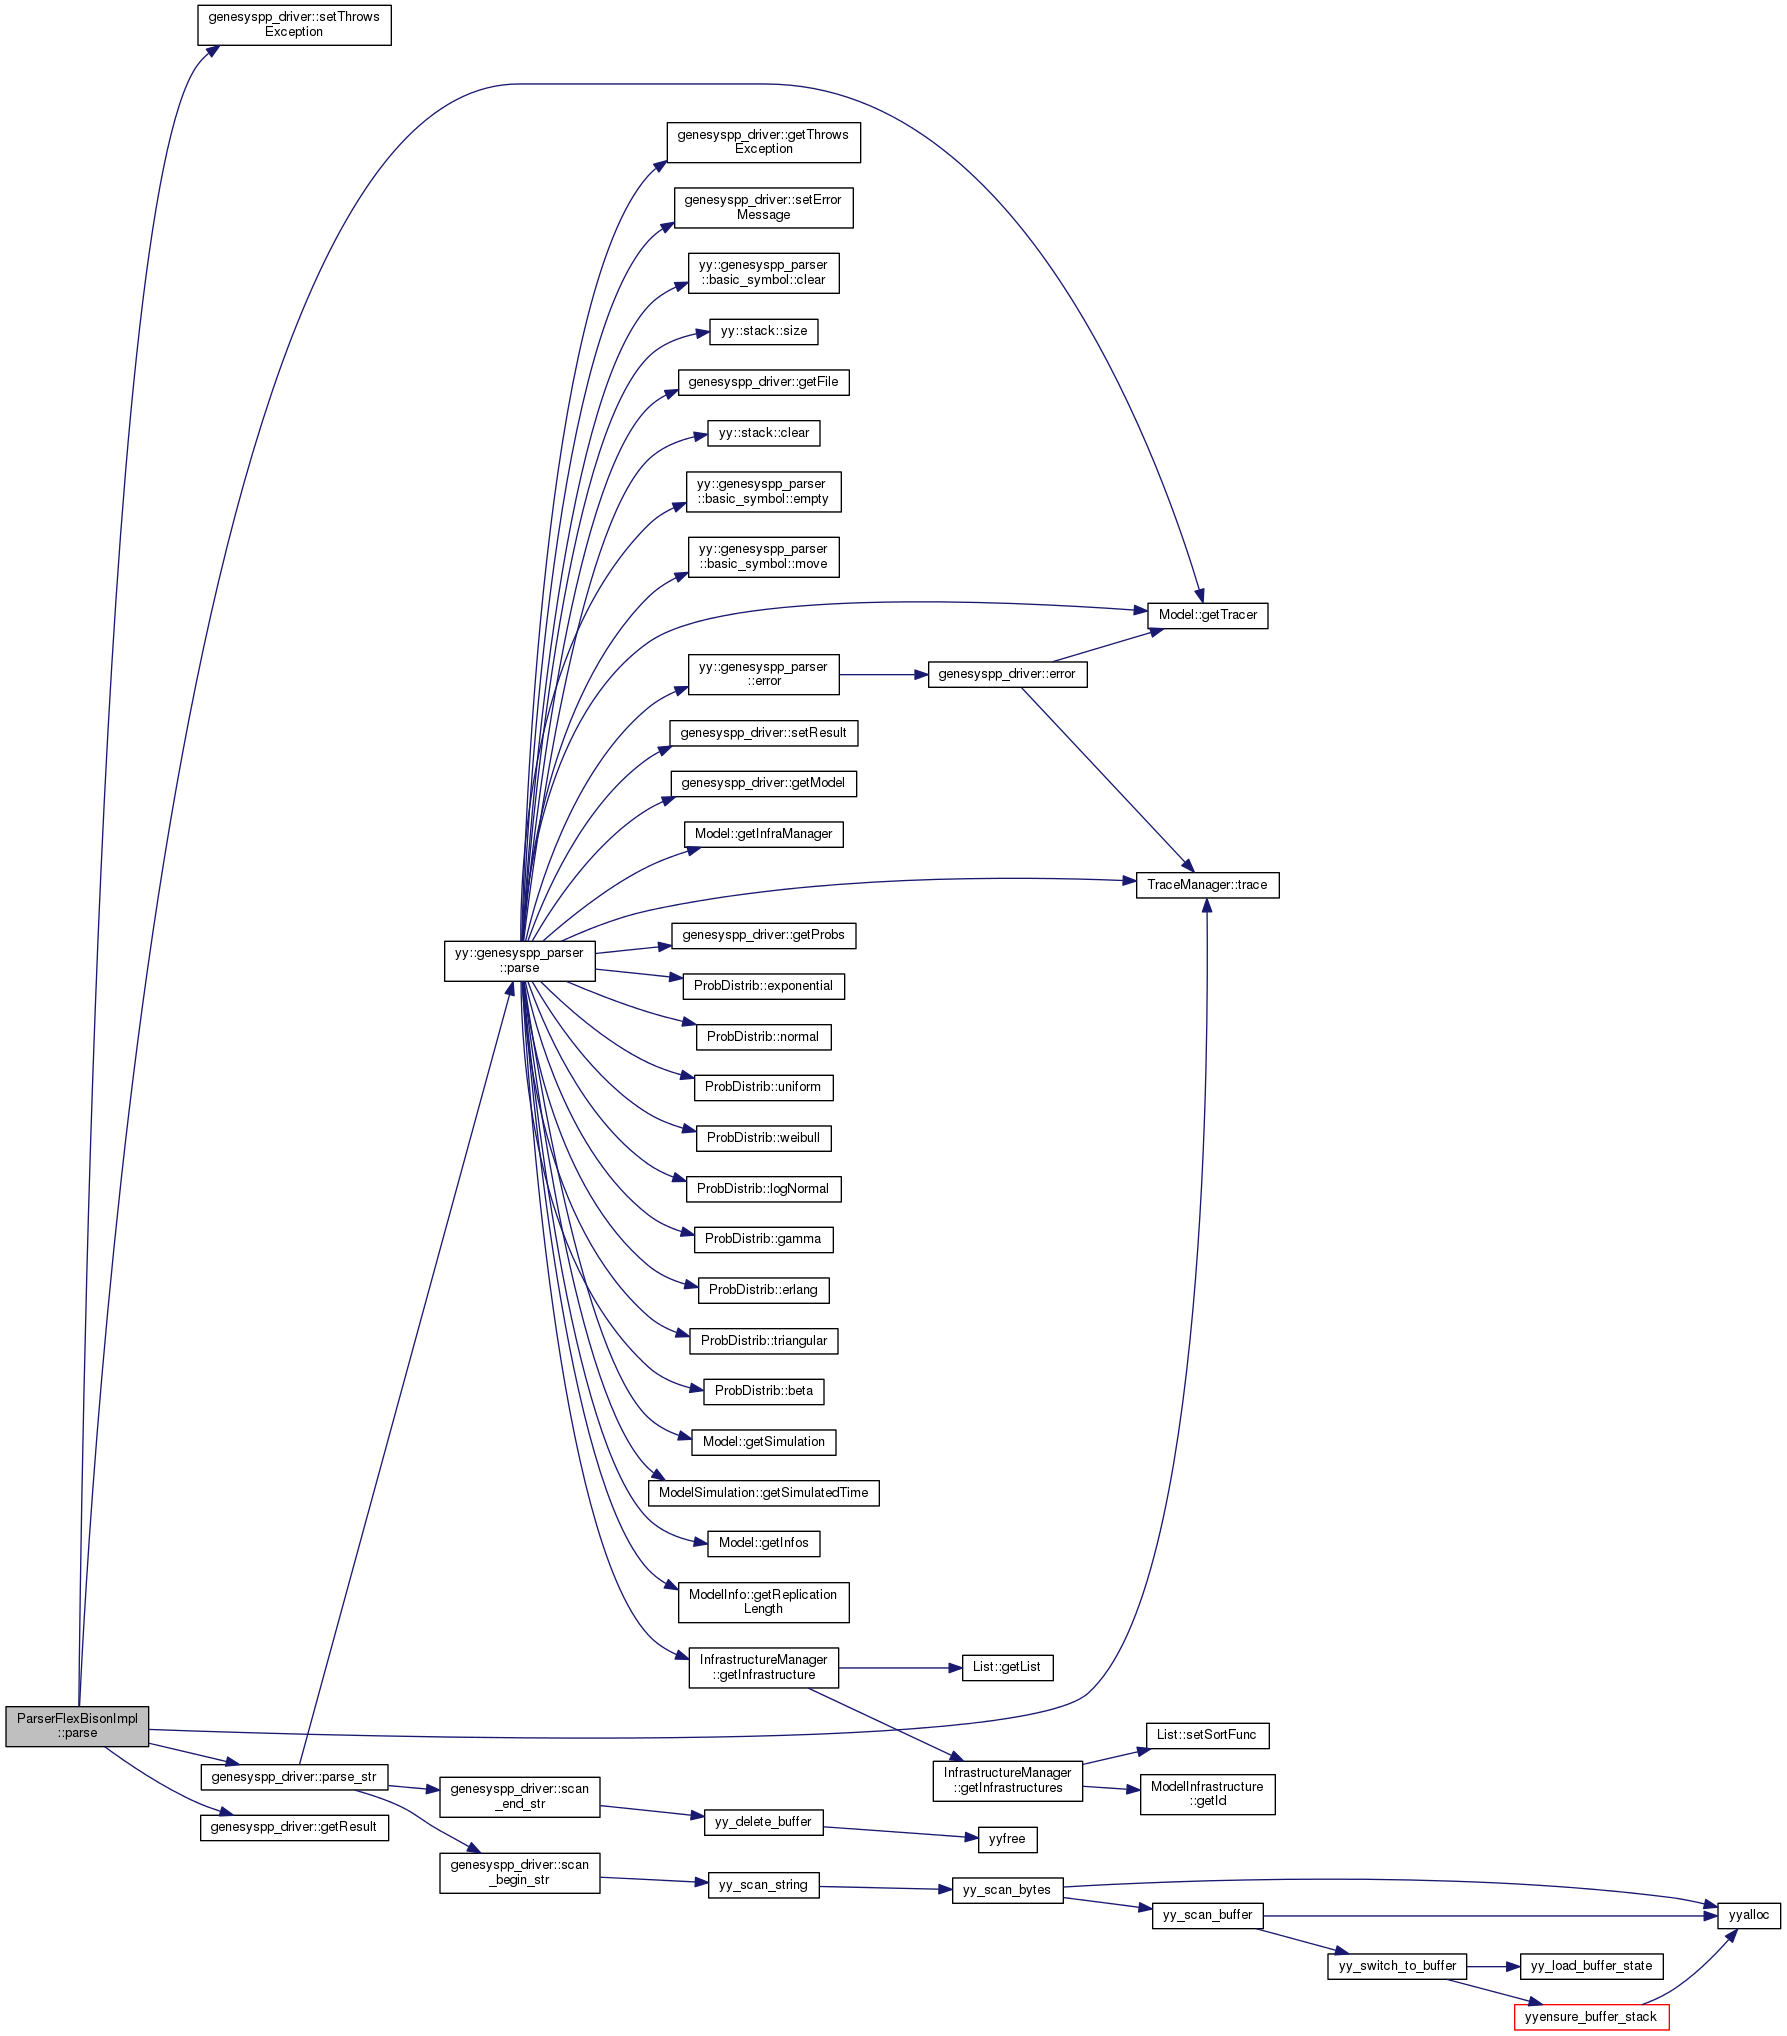 genesyspp_driver::setThrows
Exception
genesyspp_driver::getThrows
Exception
genesyspp_driver::setError
Message
yy::genesyspp_parser
::basic_symbol::clear
yy::stack::size
genesyspp_driver::getFile
yy::stack::clear
yy::genesyspp_parser
::basic_symbol::empty
yy::genesyspp_parser
::basic_symbol::move
Model::getTracer
yy::genesyspp_parser
::error
genesyspp_driver::error
genesyspp_driver::setResult
genesyspp_driver::getModel
Model::getInfraManager
TraceManager::trace
genesyspp_driver::getProbs
yy::genesyspp_parser
::parse
ProbDistrib::exponential
ProbDistrib::normal
ProbDistrib::uniform
ProbDistrib::weibull
ProbDistrib::logNormal
ProbDistrib::gamma
ProbDistrib::erlang
ProbDistrib::triangular
ProbDistrib::beta
Model::getSimulation
ModelSimulation::getSimulatedTime
Model::getInfos
ModelInfo::getReplication
Length
InfrastructureManager
::getInfrastructure
List::getList
ParserFlexBisonImpl
::parse
List::setSortFunc
genesyspp_driver::parse_str
InfrastructureManager
::getInfrastructures
ModelInfrastructure
::getId
genesyspp_driver::scan
_end_str
genesyspp_driver::getResult
yy_delete_buffer
yyfree
genesyspp_driver::scan
_begin_str
yy_scan_string
yy_scan_bytes
yy_scan_buffer
yyalloc
yy_switch_to_buffer
yy_load_buffer_state
yyensure_buffer_stack